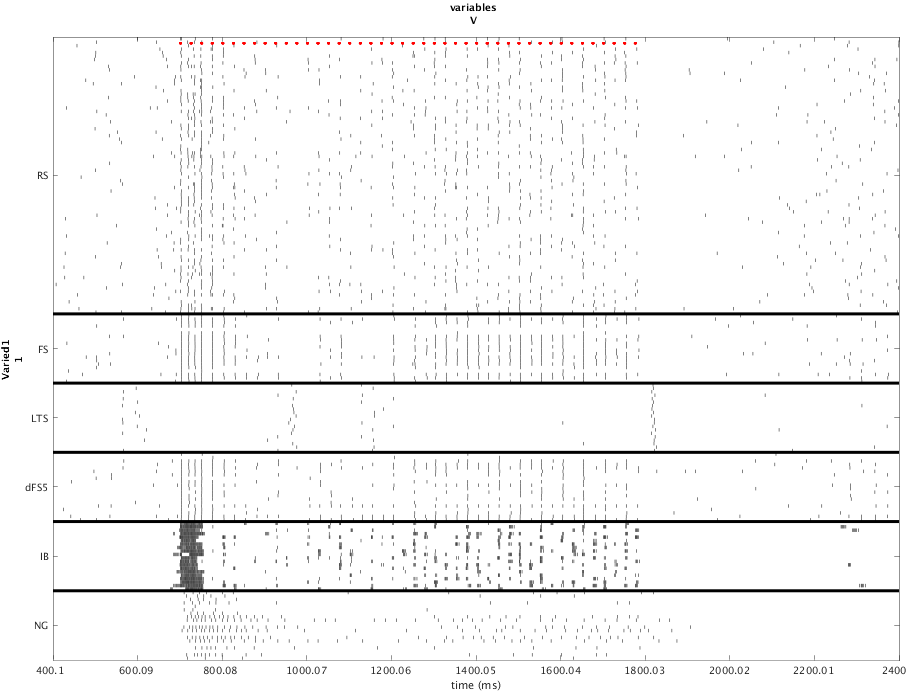 variables
V
RS
FS
LTS
dFS5
IB
NG
Varied1
1
400.1 600.09 800.08 1000.07 1200.06 1400.05 1600.04 1800.03 2000.02 2200.01 2400
time (ms)